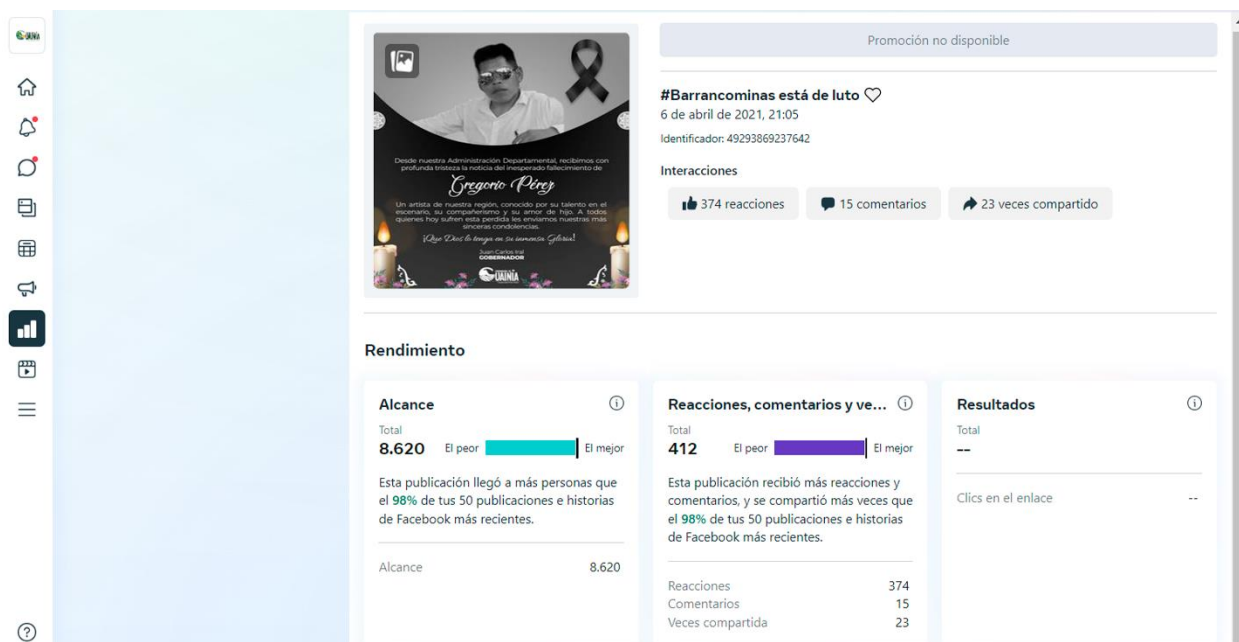 Promoción no disponible
Desde nuestra Administración Departamental, recibimos con
profunda tristeza la noticia del inesperado fallecimiento de
Gregorio Pérez
Un artista de nuestra región, conocido por su talento en el
escenario, su compañerismo y su amor de hijo. A todos
quienes hoy sufren esta perdida les enviamos nuestras más
sinceras condolencias.
¡Que Dios lo tenga en su inmensa Gloria!
Juan Carlos Iral
GOBERNADOR
GUAINÍA
#Barrancominas está de luto
6 de abril de 2021, 21:05
Identificador: 49293869237642
Interacciones
374 reacciones 15 comentarios 23 veces compartido
Rendimiento
Alcance
Total
8.620 El peor El mejor
Esta publicación llegó a más personas que
el 98% de tus 50 publicaciones e historias
de Facebook más recientes.
Alcance 8.620
Reacciones, comentarios y ve...
Total
412 El peor El mejor
Esta publicación recibió más reacciones y
comentarios, y se compartió más veces que
el 98% de tus 50 publicaciones e historias
de Facebook más recientes.
Reacciones 374
Comentarios 15
Veces compartida 23
Resultados
Total
--
Clics en el enlace --